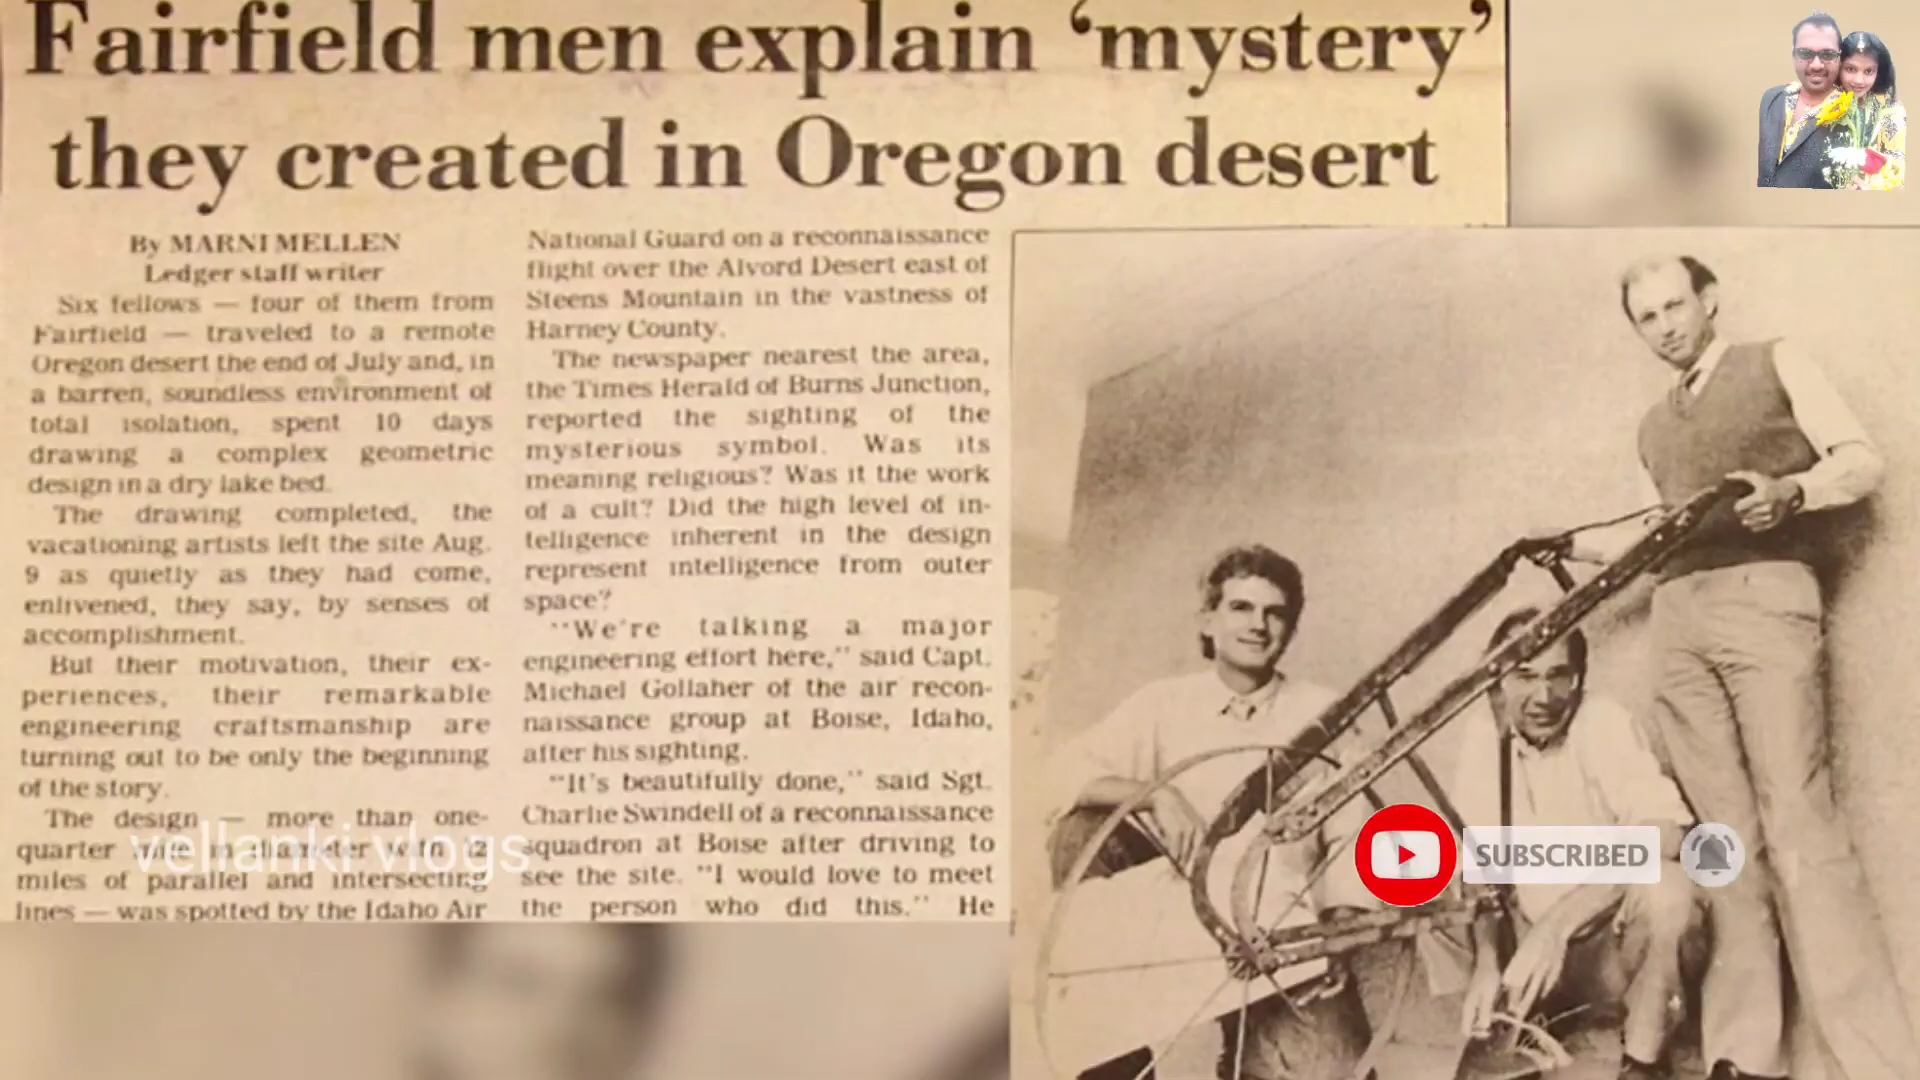 Fairfield men explain ‘mystery’
they created in Oregon desert
By MARNI MELLEN
Ledger staff writer
Six fellows — four of them from
Fairfield — traveled to a remote
Oregon desert the end of July and, in
a barren, soundless environment of
total isolation, spent 10 days
drawing a complex geometric
design in a dry lake bed.
The drawing completed, the
vacationing artists left the site Aug.
9 as quietly as they had come,
enlivened, they say, by senses of
accomplishment.
But their motivation, their ex-
periences, their remarkable
engineering craftsmanship are
turning out to be only the beginning
of the story.
The design — more than one-
quarter mile in diameter with 12
miles of parallel and intersecting
lines — was spotted by the Idaho Air
National Guard on a reconnaissance
flight over the Alvord Desert east of
Steens Mountain in the vastness of
Harney County.
The newspaper nearest the area,
the Times Herald of Burns Junction,
reported the sighting of the
mysterious symbol. Was its
meaning religious? Was it the work
of a cult? Did the high level of in-
telligence inherent in the design
represent intelligence from outer
space?
"We're talking a major
engineering effort here," said Capt.
Michael Gollaher of the air recon-
naissance group at Boise, Idaho,
after his sighting.
"It's beautifully done," said Sgt.
Charlie Swindell of a reconnaissance
squadron at Boise after driving to
see the site. "I would love to meet
the person who did this." He
vellanki vlogs
SUBSCRIBED